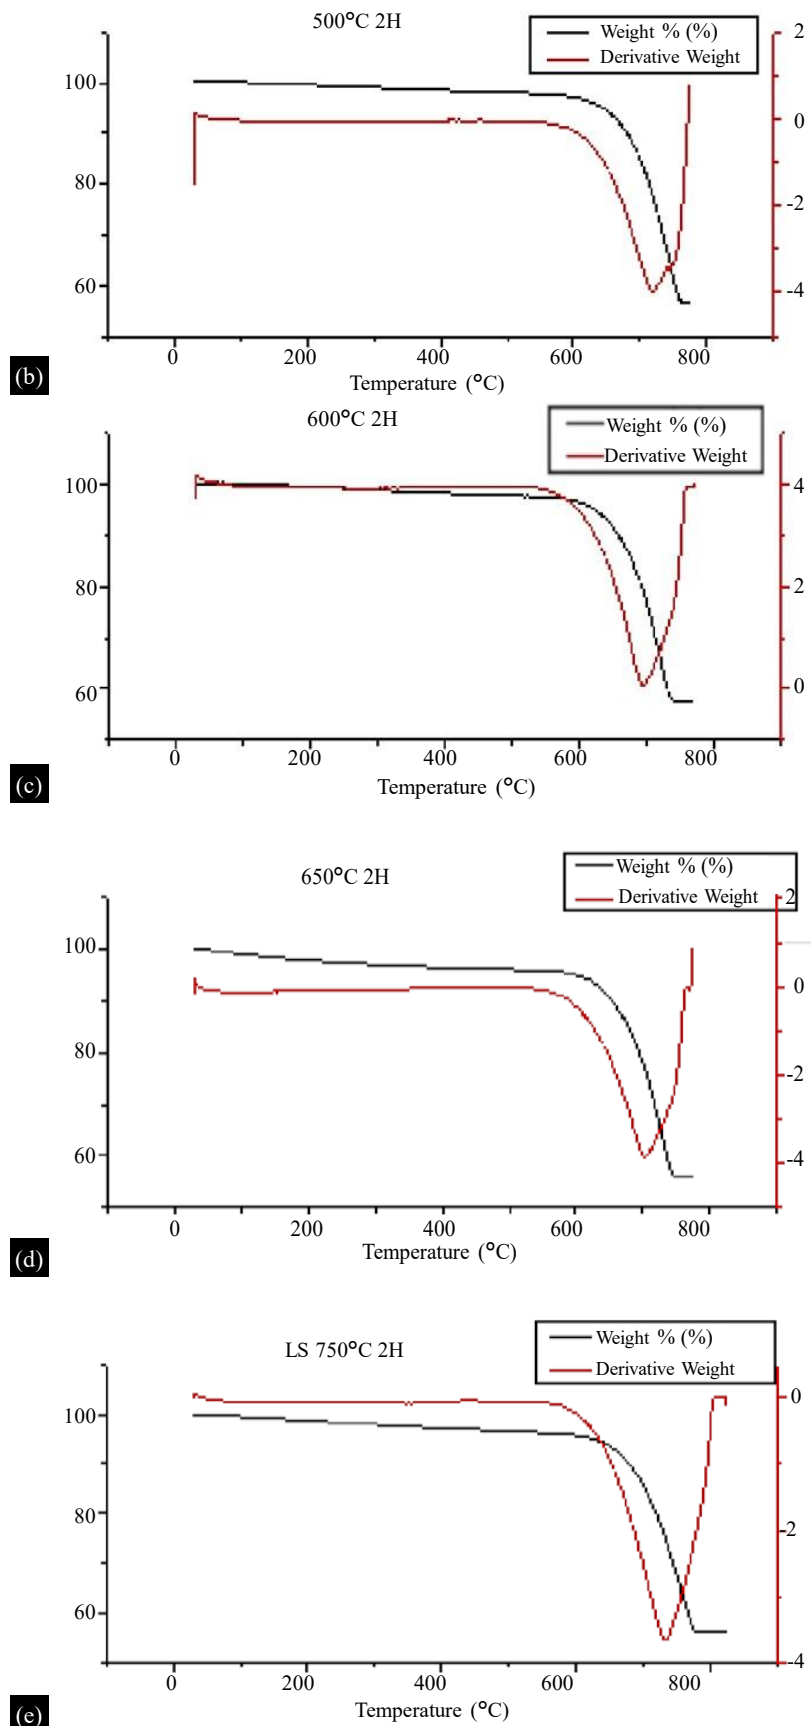 500°C 2H
Weight % (%)
Derivative Weight
2
100
0
80
-2
60
-4
0 200 400 600 800
(b)
Temperature (°C)
600°C 2H
Weight % (%)
Derivative Weight
100
4
80
2
60
0
0 200 400 600 800
(c)
Temperature (°C)
650°C 2H
Weight % (%)
Derivative Weight
2
100
0
80
-2
60
-4
0 200 400 600 800
Temperature (°C)
(d)
LS 750°C 2H
Weight % (%)
Derivative Weight
0
100
80
-2
60
-4
0 200 400 600 800
Temperature (°C)
(e)